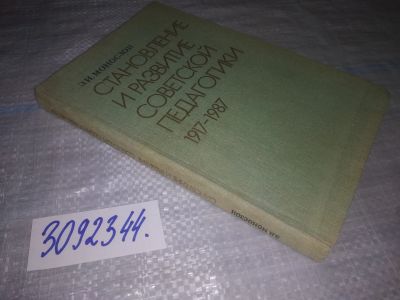 Э.И.МОНОСЗОН
СТАНОВЛЕНИЕ
И РАЗВИТИЕ
СОВЕТСКОЙ
ПЕДАГОГИКИ
1917-1987
3092344.